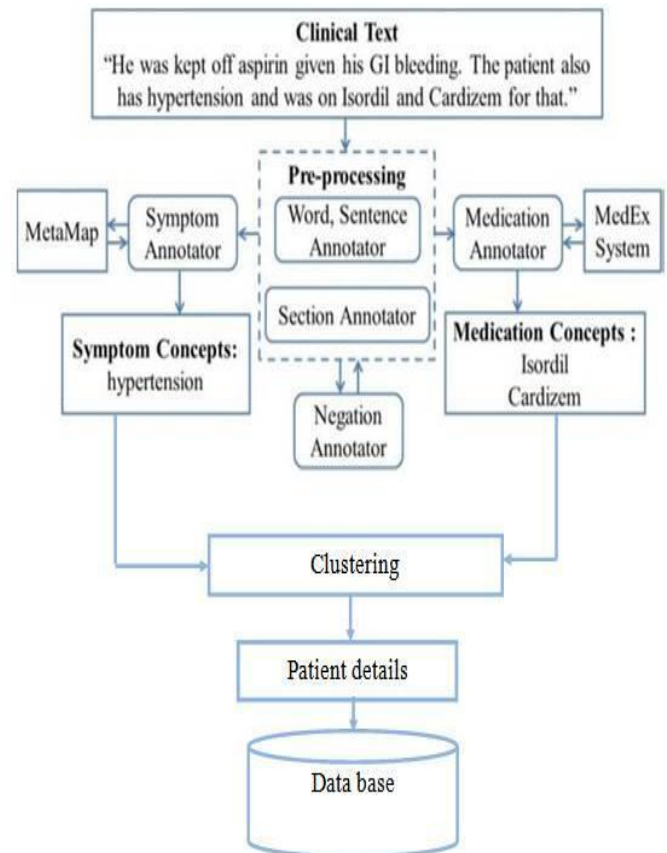 Clinical Text
“He was kept off aspirin given his GI bleeding. The patient also
has hypertension and was on Isordil and Cardizem for that.”
Pre-processing
MetaMap
Symptom
Annotator
Word, Sentence
Annotator
Medication
Annotator
MedEx
System
Section Annotator
Symptom Concepts:
hypertension
Medication Concepts :
Isordil
Cardizem
Negation
Annotator
Clustering
Patient details
Data base